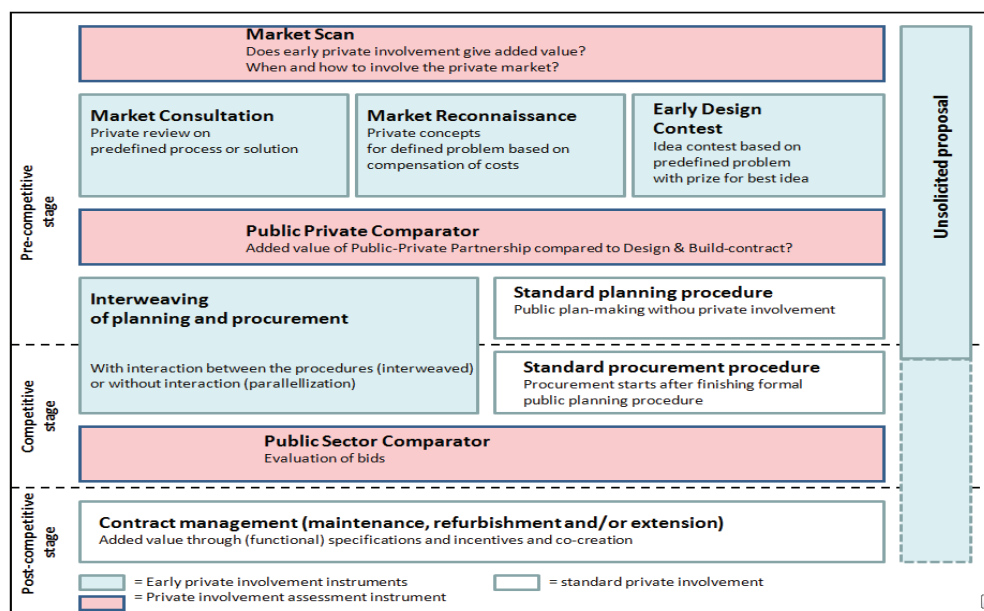 Market Scan
Does early private involvement give added value?
When and how to involve the private market?
Market Consultation
Private review on
predefined process or solution
Market Reconnaissance
Private concepts
for defined problem based on
compensation of costs
Early Design
Contest
Idea contest based on
predefined problem
with prize for best idea
Public Private Comparator
Added value of Public-Private Partnership compared to Design & Build-contract?
Interweaving
of planning and procurement
With interaction between the procedures (interweaved)
or without interaction (parallellization)
Standard planning procedure
Public plan-making withou private involvement
Standard procurement procedure
Procurement starts after finishing formal
public planning procedure
Public Sector Comparator
Evaluation of bids
Contract management (maintenance, refurbishment and/or extension)
Added value through (functional) specifications and incentives and co-creation
Unsolicited proposal
Pre-competitive
stage
Competitive
stage
Post-competitive
stage
= Early private involvement instruments
= standard private involvement
= Private involvement assessment instrument